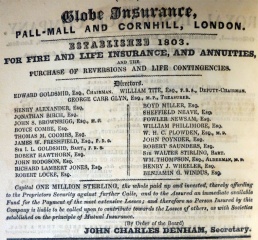 Globe Insurance,
PALL-MALL AND CORNHILL, LONDON.
ESTABLISHED 1803.
FOR FIRE AND LIFE INSURANCE, AND ANNUITIES,
AND THE
PURCHASE OF REVERSIONS AND LIFE CONTINGENCIES.
Directors.
EDWARD GOLDSMID, Esq., CHAIRMAN. WILLIAM TITE, Esq., F.R.S., DEPUTY-CHAIRMAN.
GEORGE CARR GLYN, Esq., M.P., TREASURER.
HENRY ALEXANDER, Esq.
JONATHAN BIRCH, Esq.
JOHN S. BROWNRIGG, Esq., M.P.
BOYCE COMBE, Esq.
THOMAS M. COOMBS, Esq.
JAMES W. FRESHFIELD, Esq., F.R.S.
Sir I. L. GOLDSMID, Bart., F.R.S.
ROBERT HAWTHORN, Esq.
JOHN HODGSON, Esq.
RICHARD LAMBERT JONES, Esq.
ROBERT LOCKE, Esq.
BOYD MILLER, Esq.
SHEFFIELD NEAVE, Esq.
FOWLER NEWSAM, Esq.
WILLIAM PHILLIMORE, Esq.
W. H. C. PLOWDEN, Esq., M.P.
JOHN POYNDER, Esq.
ROBERT SAUNDERS, Esq.
Sir WALTER STIRLING, Bart.
WM. THOMPSON, Esq., ALDERMAN, M.P.
HENRY J. WHEELER, Esq.
BENJAMIN G. WINDUS, Esq.
Capital ONE MILLION STERLING, the whole paid up and invested, thereby affording
to the Proprietors Security against further Calls, and to the Assured an immediate available
Fund for the Payment of the most extensive Losses; and therefore no Person Insured by this
Company is liable to be called upon to contribute towards the Losses of others, as with Societies
established on the principle of Mutual Insurance.
(By Order of the Board)
JOHN CHARLES DENHAM, Secretary.